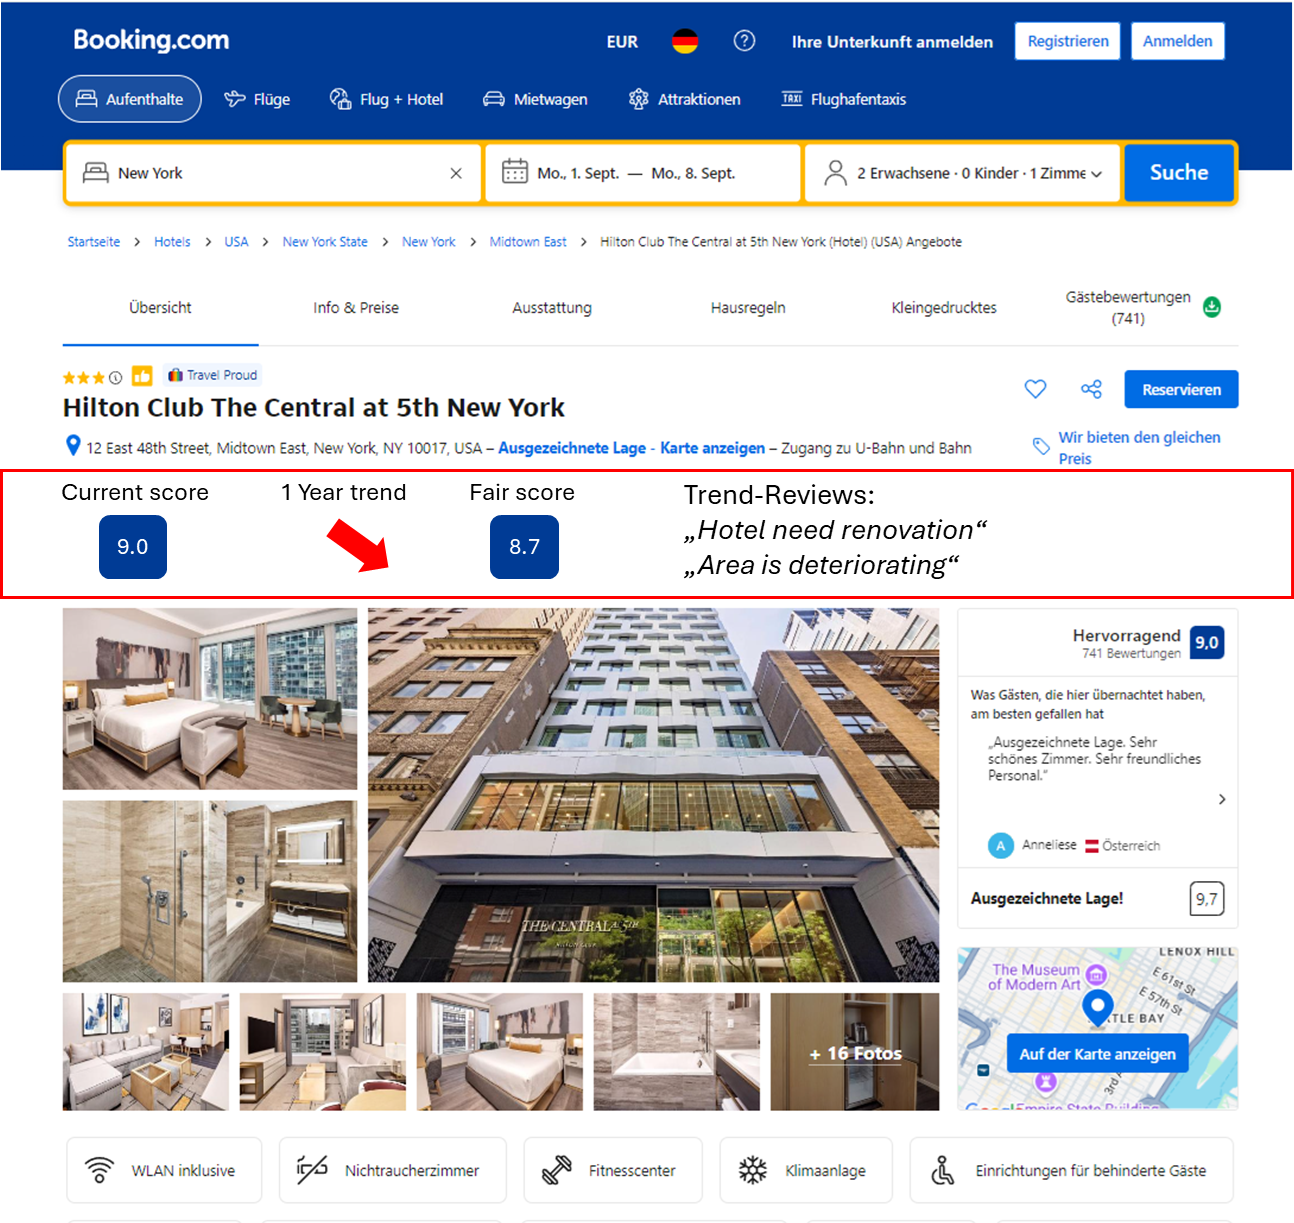 Booking.com
EUR
Ihre Unterkunft anmelden
Registrieren
Anmelden
Aufenthalte
Flüge
Flug + Hotel
Mietwagen
Attraktionen
TAXI Flughafentaxis
New York
Mo., 1. Sept. — Mo., 8. Sept.
2 Erwachsene · 0 Kinder · 1 Zimme
Suche
Startseite > Hotels > USA > New York State > New York > Midtown East > Hilton Club The Central at 5th New York (Hotel) (USA) Angebote
Übersicht
Info & Preise
Ausstattung
Hausregeln
Kleingedrucktes
Gästebewertungen
(741)
Travel Proud
Hilton Club The Central at 5th New York
Reservieren
12 East 48th Street, Midtown East, New York, NY 10017, USA – Ausgezeichnete Lage - Karte anzeigen – Zugang zu U-Bahn und Bahn
Wir bieten den gleichen
Preis
Current score
1 Year trend
Fair score
9.0
8.7
Trend-Reviews:
„Hotel need renovation“
„Area is deteriorating“
THE CENTRAL AT 5TH
Hervorragend
741 Bewertungen
9,0
Was Gästen, die hier übernachtet haben,
am besten gefallen hat
„Ausgezeichnete Lage. Sehr
schönes Zimmer. Sehr freundliches
Personal.“
A
Anneliese
Österreich
Ausgezeichnete Lage!
9,7
LENOX HILL
The Museum
of Modern Art
E 61st St
E 57th St
TLE BAY
Auf der Karte anzeigen
3rd
Google
Empire State Building
+ 16 Fotos
WLAN inklusive
Nichtraucherzimmer
Fitnesscenter
Klimaanlage
Einrichtungen für behinderte Gäste